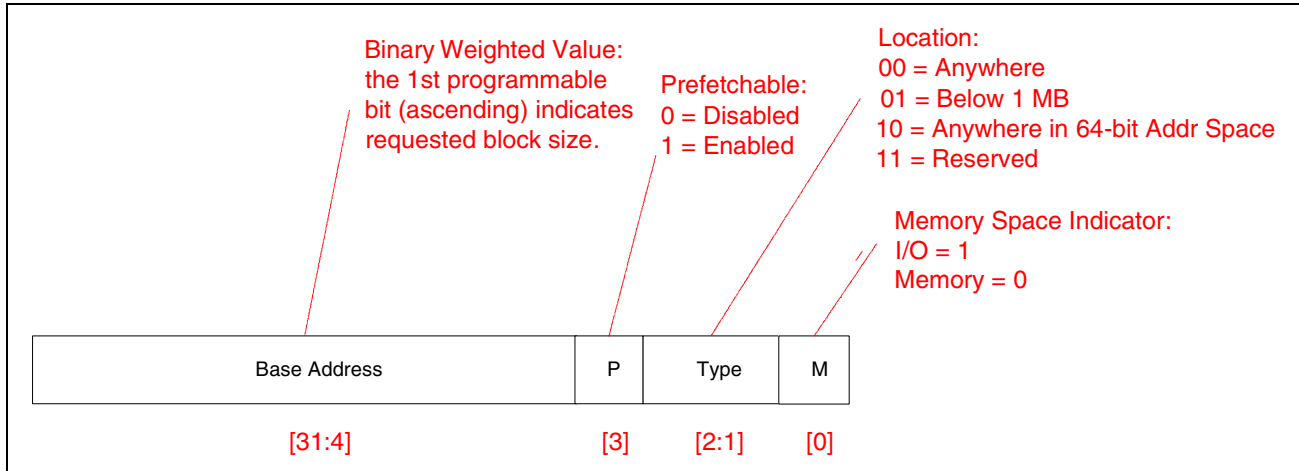 Binary Weighted Value:
the 1st programmable
bit (ascending) indicates
requested block size.
Prefetchable:
0 = Disabled
1 = Enabled
Location:
00 = Anywhere
01 = Below 1 MB
10 = Anywhere in 64-bit Addr Space
11 = Reserved
Memory Space Indicator:
I/O = 1
Memory = 0
Base Address
P
Type
M
[31:4]
[3]
[2:1]
[0]